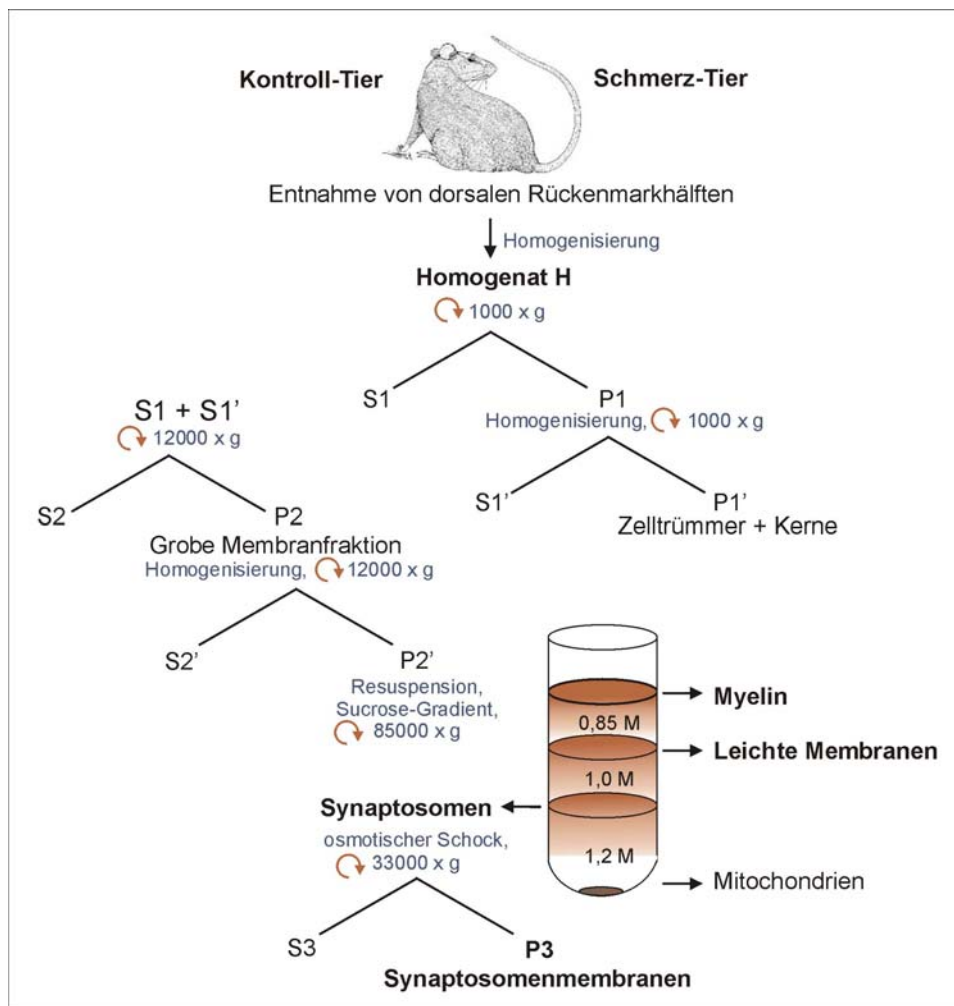 Kontroll-Tier
Schmerz-Tier
Entnahme von dorsalen Rückenmarkhälften
Homogenisierung
Homogenat H
1000 x g
S1
P1
Homogenisierung, 1000 x g
S1'
P1'
Zelltrümmer + Kerne
S1 + S1'
12000 x g
S2
P2
Grobe Membranfraktion
Homogenisierung, 12000 x g
S2'
P2'
Resuspension,
Sucrose-Gradient,
85000 x g
Myelin
0,85 M
Leichte Membranen
1,0 M
Synaptosomen
1,2 M
Mitochondrien
osmotischer Schock,
33000 x g
S3
P3
Synaptosomenmembranen